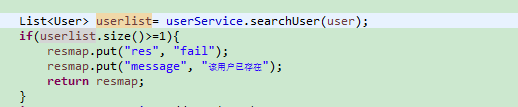 List<User> userlist= userService.searchUser(user);
if(userlist.size()>=1){
resmap.put("res", "fail");
resmap.put("message", "该用户已存在");
return resmap;
}